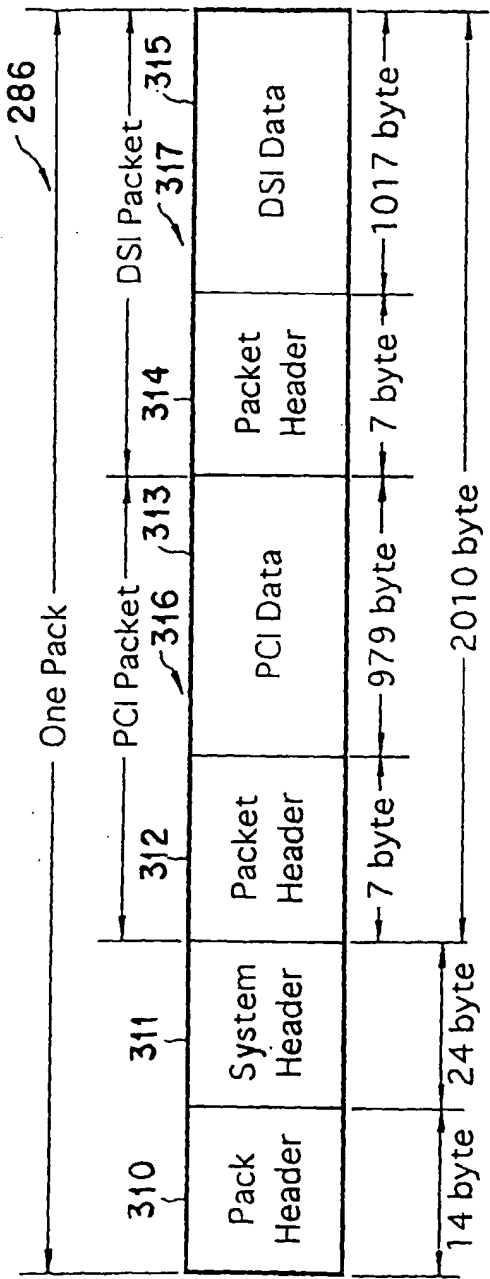 286
One Pack
PCI Packet
DSI Packet
316
317
310
311
312
313
314
315
Pack
Header
System
Header
Packet
Header
PCI Data
Packet
Header
DSI Data
7 byte
979 byte
7 byte
1017 byte
14 byte
24 byte
2010 byte